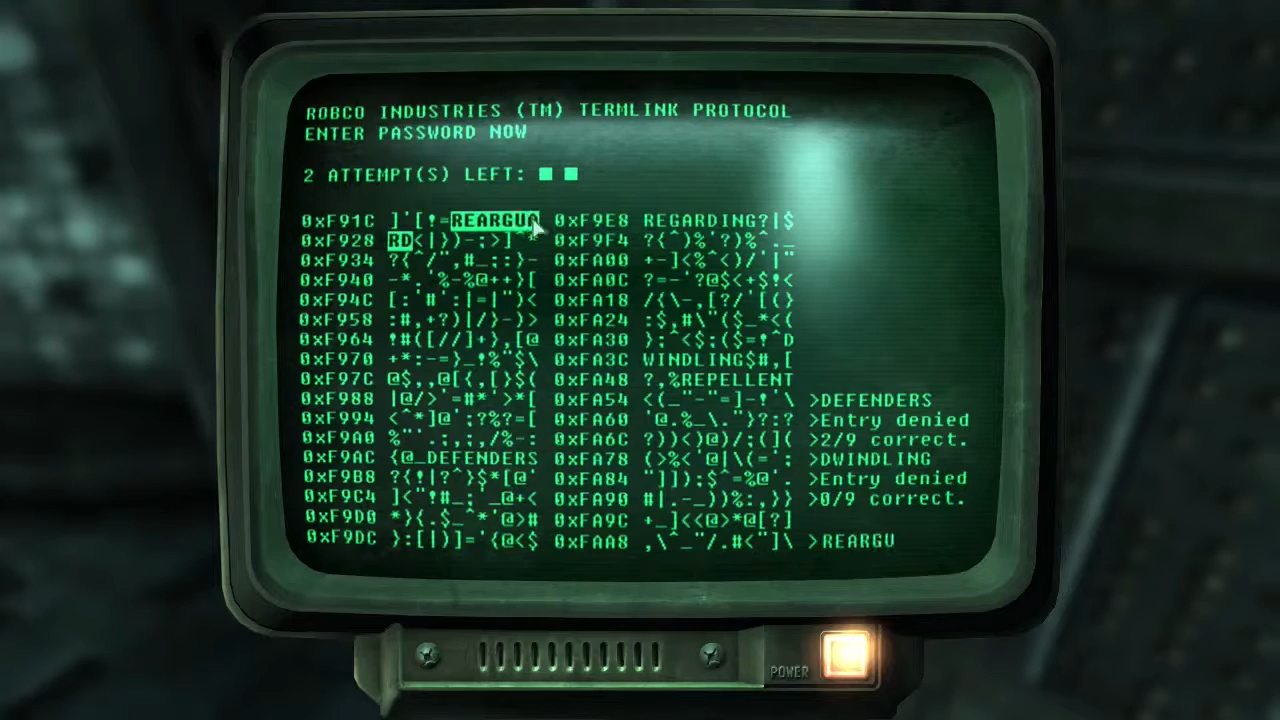 ROBCO INDUSTRIES (TM) TERMLINK PROTOCOL
ENTER PASSWORD NOW
2 ATTEMPT(S) LEFT: ■ ■
0xF91C ]'[!=REARGUA
0xF928 RD<|})-:>]^*
0xF934 ?{^/",#_::}-
0xF940 -*.'%-%@++}[
0xF94C [:'#':|=|")<
0xF958 :#,+?)|/}-)>
0xF964 !#([//]+},[@
0xF970 +*:-=}_!%"$\
0xF97C @$,,@[{,[}$(
0xF988 |@/>'=#*'>*[
0xF994 <^*]@':?%?=[
0xF9A0 %"¨.:,:,/%-:
0xF9AC {@_DEFENDERS
0xF9B8 ?{!|?^}$*[@'
0xF9C4 ]<"!#_;'_@+<
0xF9D0 *}{.$_^*'@>#
0xF9DC }:[|)]='{@<$
0xF9E8 REGARDING?|$
0xF9F4 ?{^)%'?)%^._
0xFA00 +-]<%^<)/'|"
0xFA0C ?=-'?@$<+$!<
0xFA18 /{\-,[?/'[(}
0xFA24 :$,#\"($_*<(
0xFA30 };^<$;($=!^D
0xFA3C WINDLING$#,[
0xFA48 ?,%REPELLENT
0xFA54 <(_"-"=]-!'\
0xFA60 '@.%_\."}?:?
0xFA6C ?))<)@)/;(](
0xFA78 (>%<'@|\(=':
0xFA84 "]]);$^=%@'.
0xFA90 #|.-_))%:,}}
0xFA9C +_]<<@>*@[?]
0xFAA8 ,\^_"/.#<"]\
>DEFENDERS
>Entry denied
>2/9 correct.
>DWINDLING
>Entry denied
>0/9 correct.
>REARGU
POWER